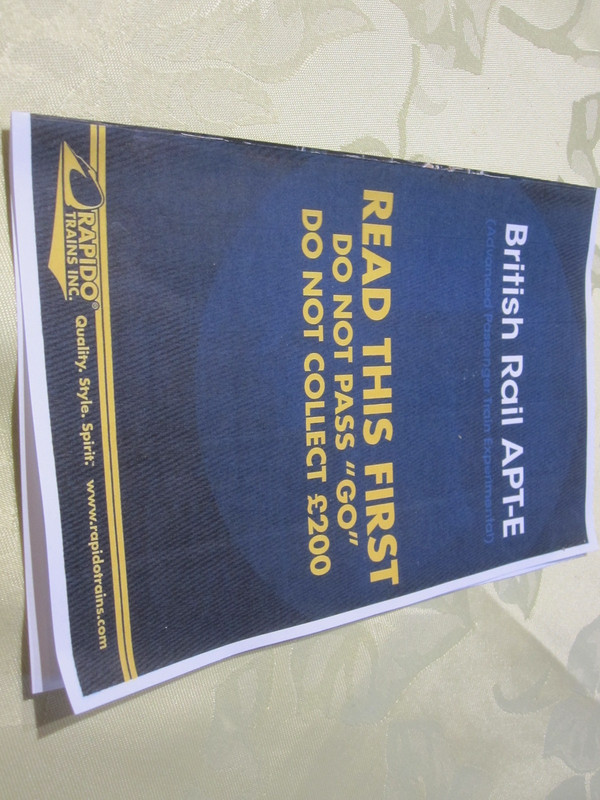 British Rail APT-E
(Advanced Passenger Train Experimental)
READ THIS FIRST
DO NOT PASS "GO"
DO NOT COLLECT £200
RAPIDO®
TRAINS INC.
Quality. Style. Spirit.™ www.rapidotrains.com